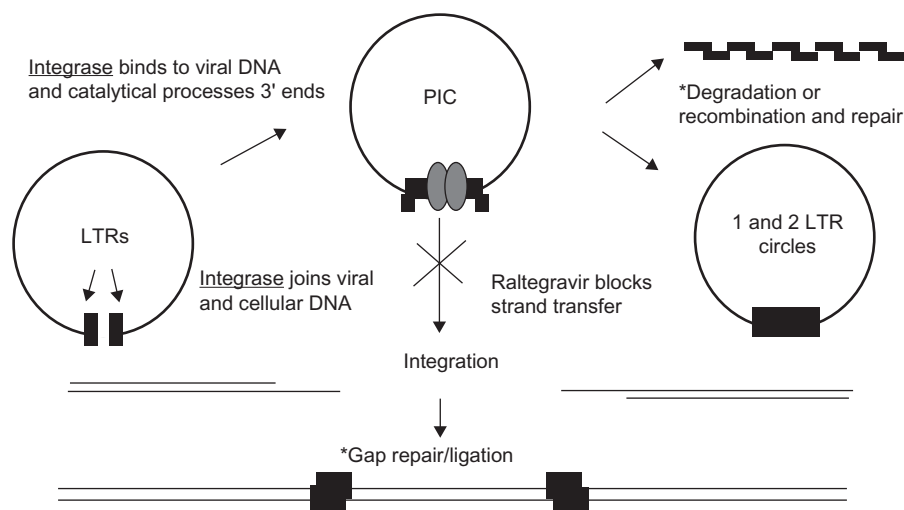 Integrase binds to viral DNA
and catalytical processes 3' ends
PIC
*Degradation or
recombination and repair
LTRs
1 and 2 LTR
circles
Integrase joins viral
and cellular DNA
Raltegravir blocks
strand transfer
Integration
*Gap repair/ligation